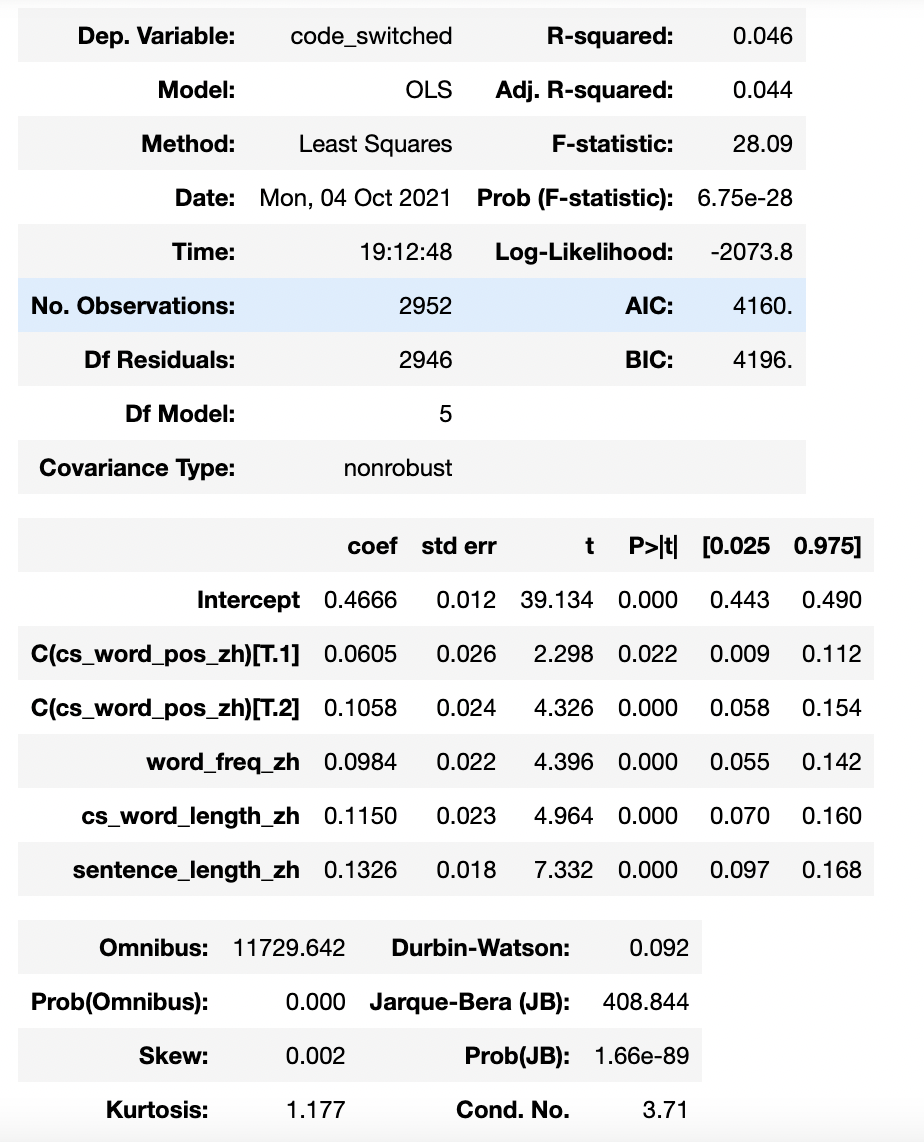 Dep. Variable: code_switched R-squared: 0.046
Model: OLS Adj. R-squared: 0.044
Method: Least Squares F-statistic: 28.09
Date: Mon, 04 Oct 2021 Prob (F-statistic): 6.75e-28
Time: 19:12:48 Log-Likelihood: -2073.8
No. Observations: 2952 AIC: 4160.
Df Residuals: 2946 BIC: 4196.
Df Model: 5
Covariance Type: nonrobust
coef std err t P>|t| [0.025 0.975]
Intercept 0.4666 0.012 39.134 0.000 0.443 0.490
C(cs_word_pos_zh)[T.1] 0.0605 0.026 2.298 0.022 0.009 0.112
C(cs_word_pos_zh)[T.2] 0.1058 0.024 4.326 0.000 0.058 0.154
word_freq_zh 0.0984 0.022 4.396 0.000 0.055 0.142
cs_word_length_zh 0.1150 0.023 4.964 0.000 0.070 0.160
sentence_length_zh 0.1326 0.018 7.332 0.000 0.097 0.168
Omnibus: 11729.642 Durbin-Watson: 0.092
Prob(Omnibus): 0.000 Jarque-Bera (JB): 408.844
Skew: 0.002 Prob(JB): 1.66e-89
Kurtosis: 1.177 Cond. No. 3.71